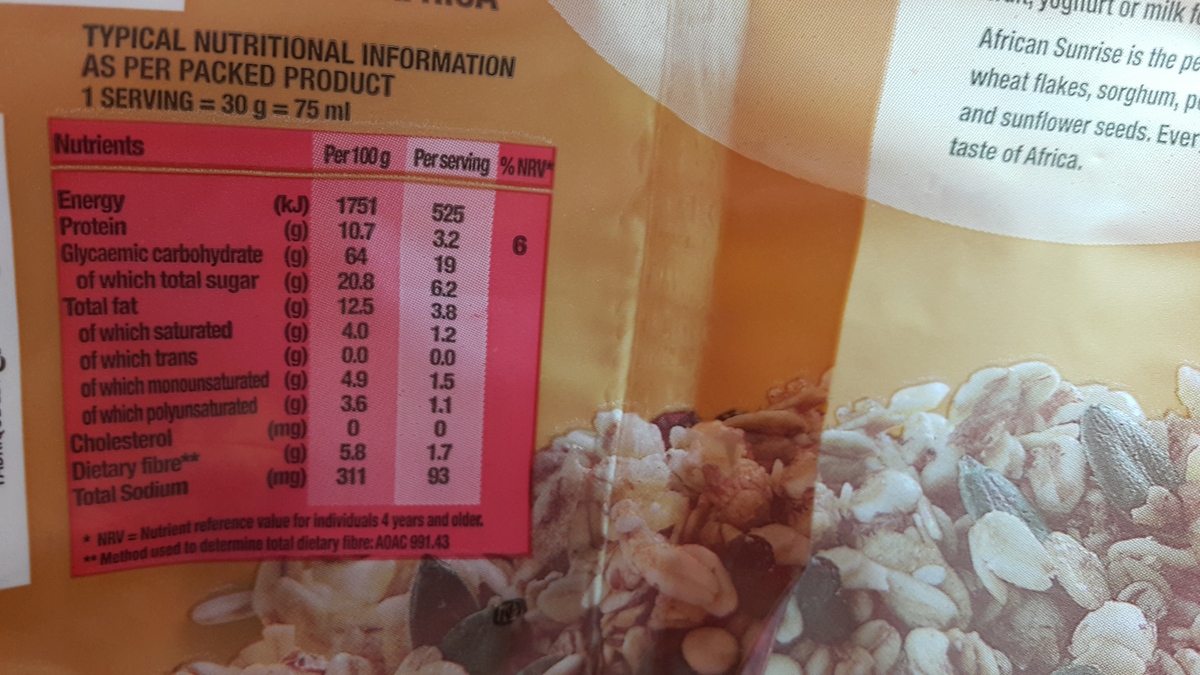 TYPICAL NUTRITIONAL INFORMATION
AS PER PACKED PRODUCT
1 SERVING = 30 g = 75 ml
Nutrients Per 100 g Per serving % NRV*
Energy (kJ) 1751 525
Protein (g) 10.7 3.2 6
Glycaemic carbohydrate (g) 64 19
of which total sugar (g) 20.8 6.2
Total fat (g) 12.5 3.8
of which saturated (g) 4.0 1.2
of which trans (g) 0.0 0.0
of which monounsaturated (g) 4.9 1.5
of which polyunsaturated (g) 3.6 1.1
Cholesterol (mg) 0 0
Dietary fibre** (g) 5.8 1.7
Total Sodium (mg) 311 93
* NRV = Nutrient reference value for individuals 4 years and older.
** Method used to determine total dietary fibre: AOAC 991.43
yoghurt or milk
African Sunrise is the
wheat flakes, sorghum,
and sunflower seeds.
taste of Africa.